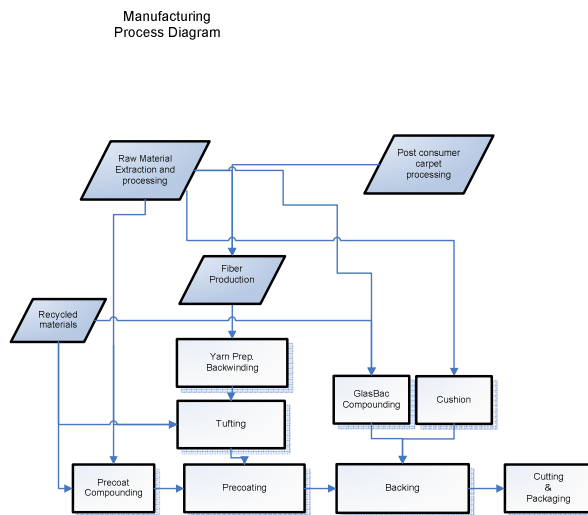 Manufacturing
Process Diagram
Raw Material
Extraction and
processing
Post consumer
carpet
processing
Fiber
Production
Recycled
materials
Yarn Prep.
Backwinding
GlasBac
Compounding
Cushion
Tufting
Precoat
Compounding
Precoating
Backing
Cutting
&
Packaging